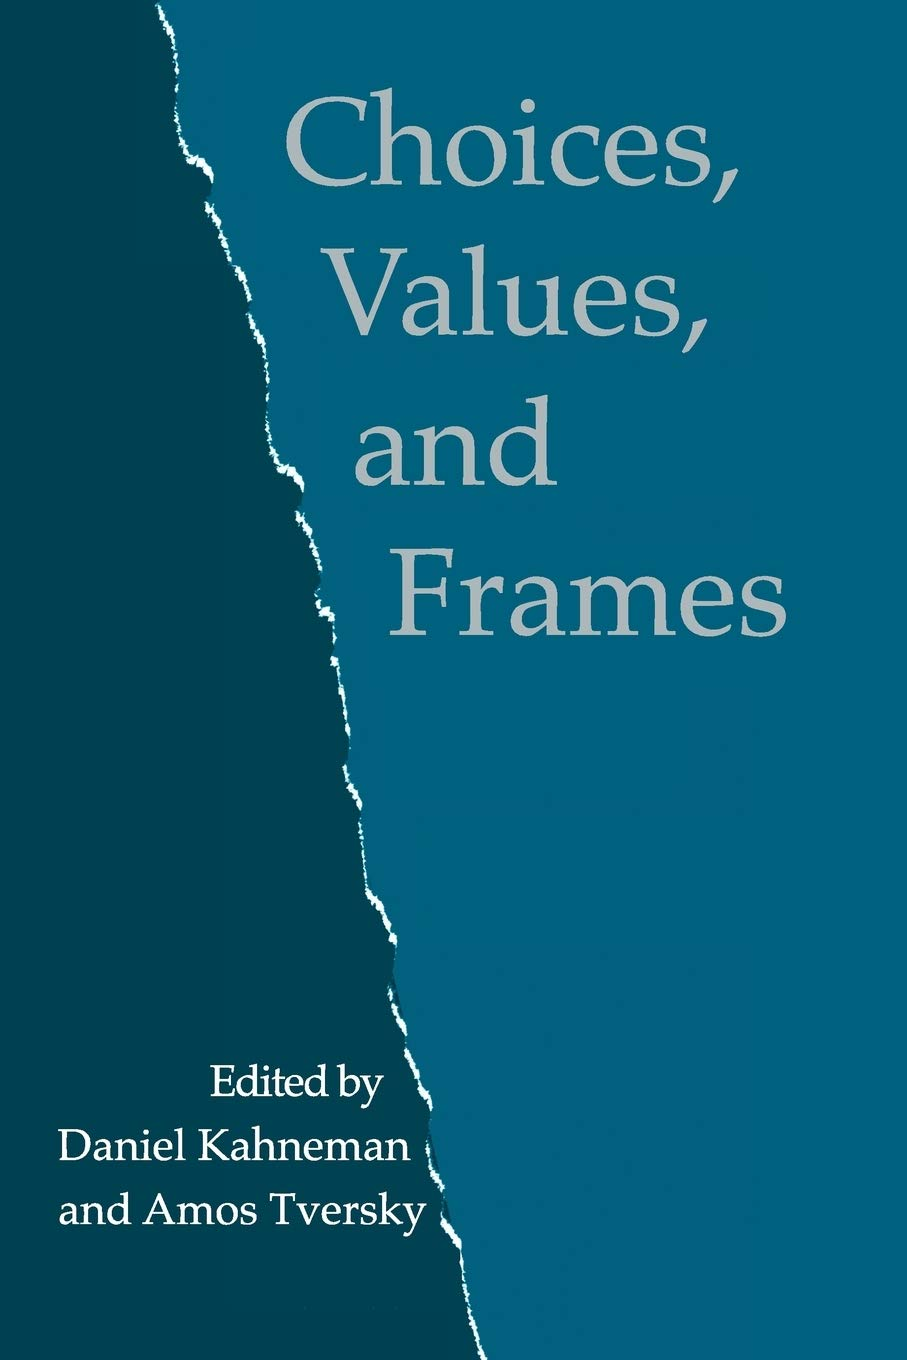 Choices,
Values,
and
Frames
Edited by
Daniel Kahneman
and Amos Tversky